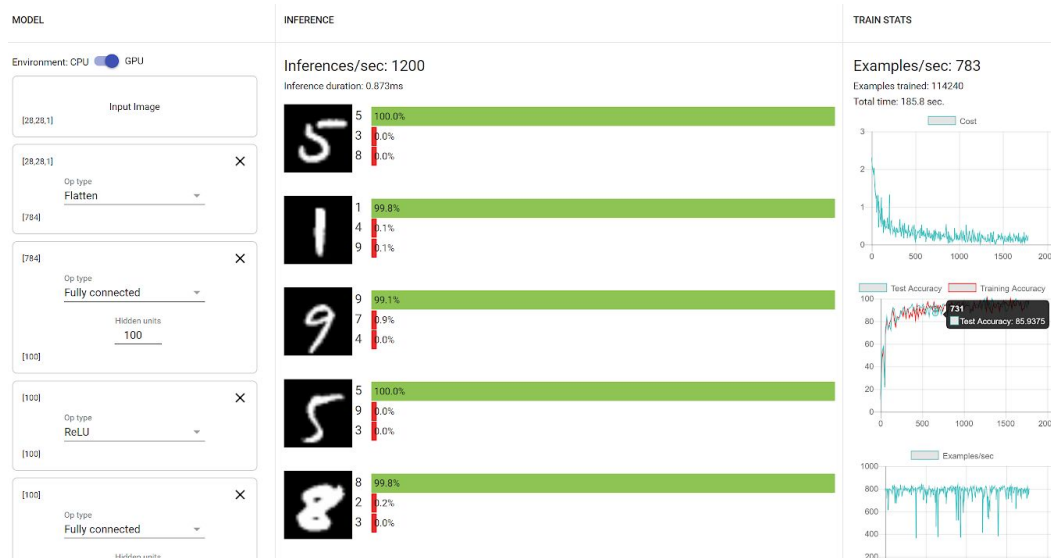 MODEL
Environment: CPU GPU
Input Image
[28,28,1]
[28,28,1]
Op type
Flatten
[784]
[784]
Op type
Fully connected
Hidden units
100
[100]
[100]
Op type
ReLU
[100]
[100]
Op type
Fully connected
Hidden units
INFERENCE
Inferences/sec: 1200
Inference duration: 0.873ms
5
5 100.0%
3 0.0%
8 0.0%
1
1 99.8%
4 0.1%
9 0.1%
9
9 99.1%
7 0.9%
4 0.0%
5
5 100.0%
9 0.0%
3 0.0%
8
8 99.8%
2 0.2%
3 0.0%
TRAIN STATS
Examples/sec: 783
Examples trained: 114240
Total time: 185.8 sec.
Cost
3
2
1
0
0 500 1000 1500 200
Test Accuracy Training Accuracy
100
80
60
40
20
0
731
Test Accuracy: 85.9375
0 500 1000 1500 200
Examples/sec
1000
800
600
400
200